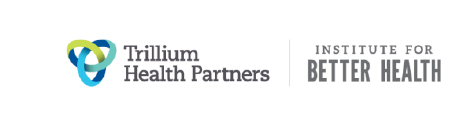 Trillium
Health Partners
INSTITUTE FOR
BETTER HEALTH